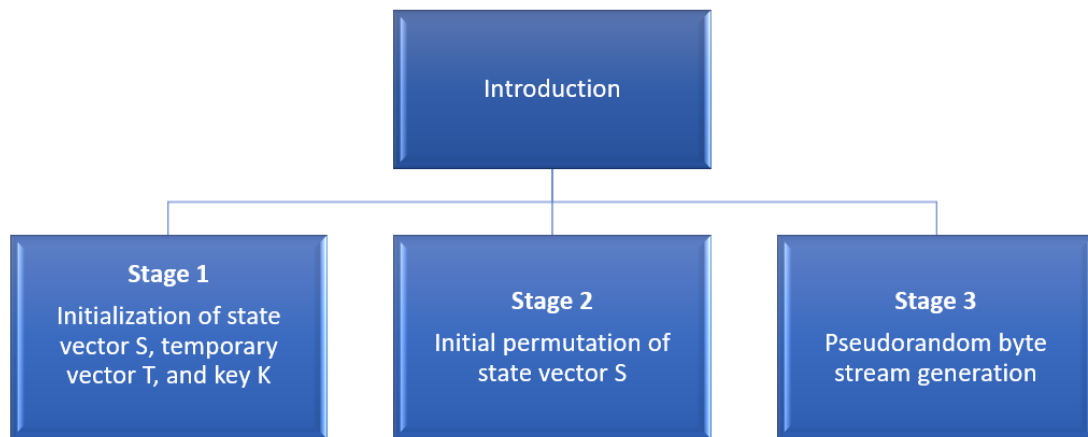 Introduction
Stage 1
Initialization of state
vector S, temporary
vector T, and key K
Stage 2
Initial permutation of
state vector S
Stage 3
Pseudorandom byte
stream generation